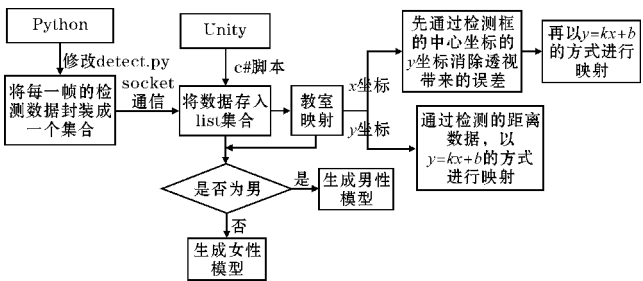 Python
修改detect.py
将每一帧的检
测数据封装成
一个集合
socket
通信
Unity
c#脚本
将数据存入
list集合
教室
映射
x坐标
y坐标
先通过检测框
的中心坐标的
y坐标消除透视
带来的误差
再以y=kx+b
的方式进行
映射
通过检测的距离
数据，以
y=kx+b的方式
进行映射
是否为男
是
生成男性
模型
否
生成女性
模型